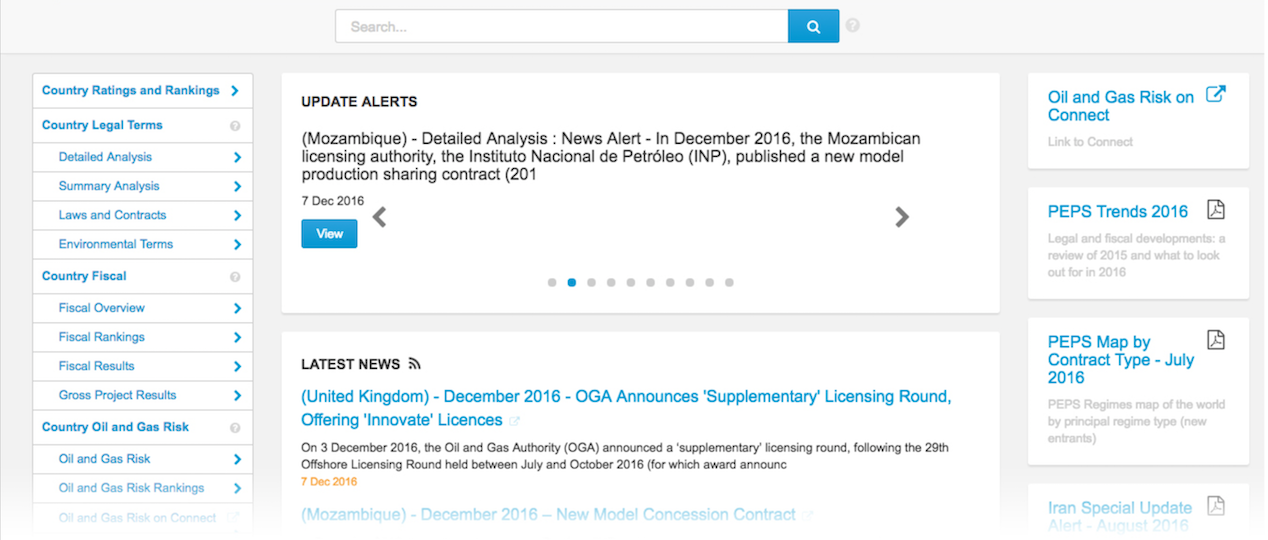 Search...
Country Ratings and Rankings
Country Legal Terms
Detailed Analysis
Summary Analysis
Laws and Contracts
Environmental Terms
Country Fiscal
Fiscal Overview
Fiscal Rankings
Fiscal Results
Gross Project Results
Country Oil and Gas Risk
Oil and Gas Risk
Oil and Gas Risk Rankings
Oil and Gas Risk on Connect
UPDATE ALERTS
(Mozambique) - Detailed Analysis : News Alert - In December 2016, the Mozambican
licensing authority, the Instituto Nacional de Petróleo (INP), published a new model
production sharing contract (201
7 Dec 2016
View
LATEST NEWS
(United Kingdom) - December 2016 - OGA Announces 'Supplementary' Licensing Round,
Offering 'Innovate' Licences
On 3 December 2016, the Oil and Gas Authority (OGA) announced a 'supplementary' licensing round, following the 29th
Offshore Licensing Round held between July and October 2016 (for which award announc
7 Dec 2016
(Mozambique) - December 2016 – New Model Concession Contract
Oil and Gas Risk on
Connect
Link to Connect
PEPS Trends 2016
Legal and fiscal developments: a
review of 2015 and what to look
out for in 2016
PEPS Map by
Contract Type - July
2016
PEPS Regimes map of the world
by principal regime type (new
entrants)
Iran Special Update
Alert - August 2016